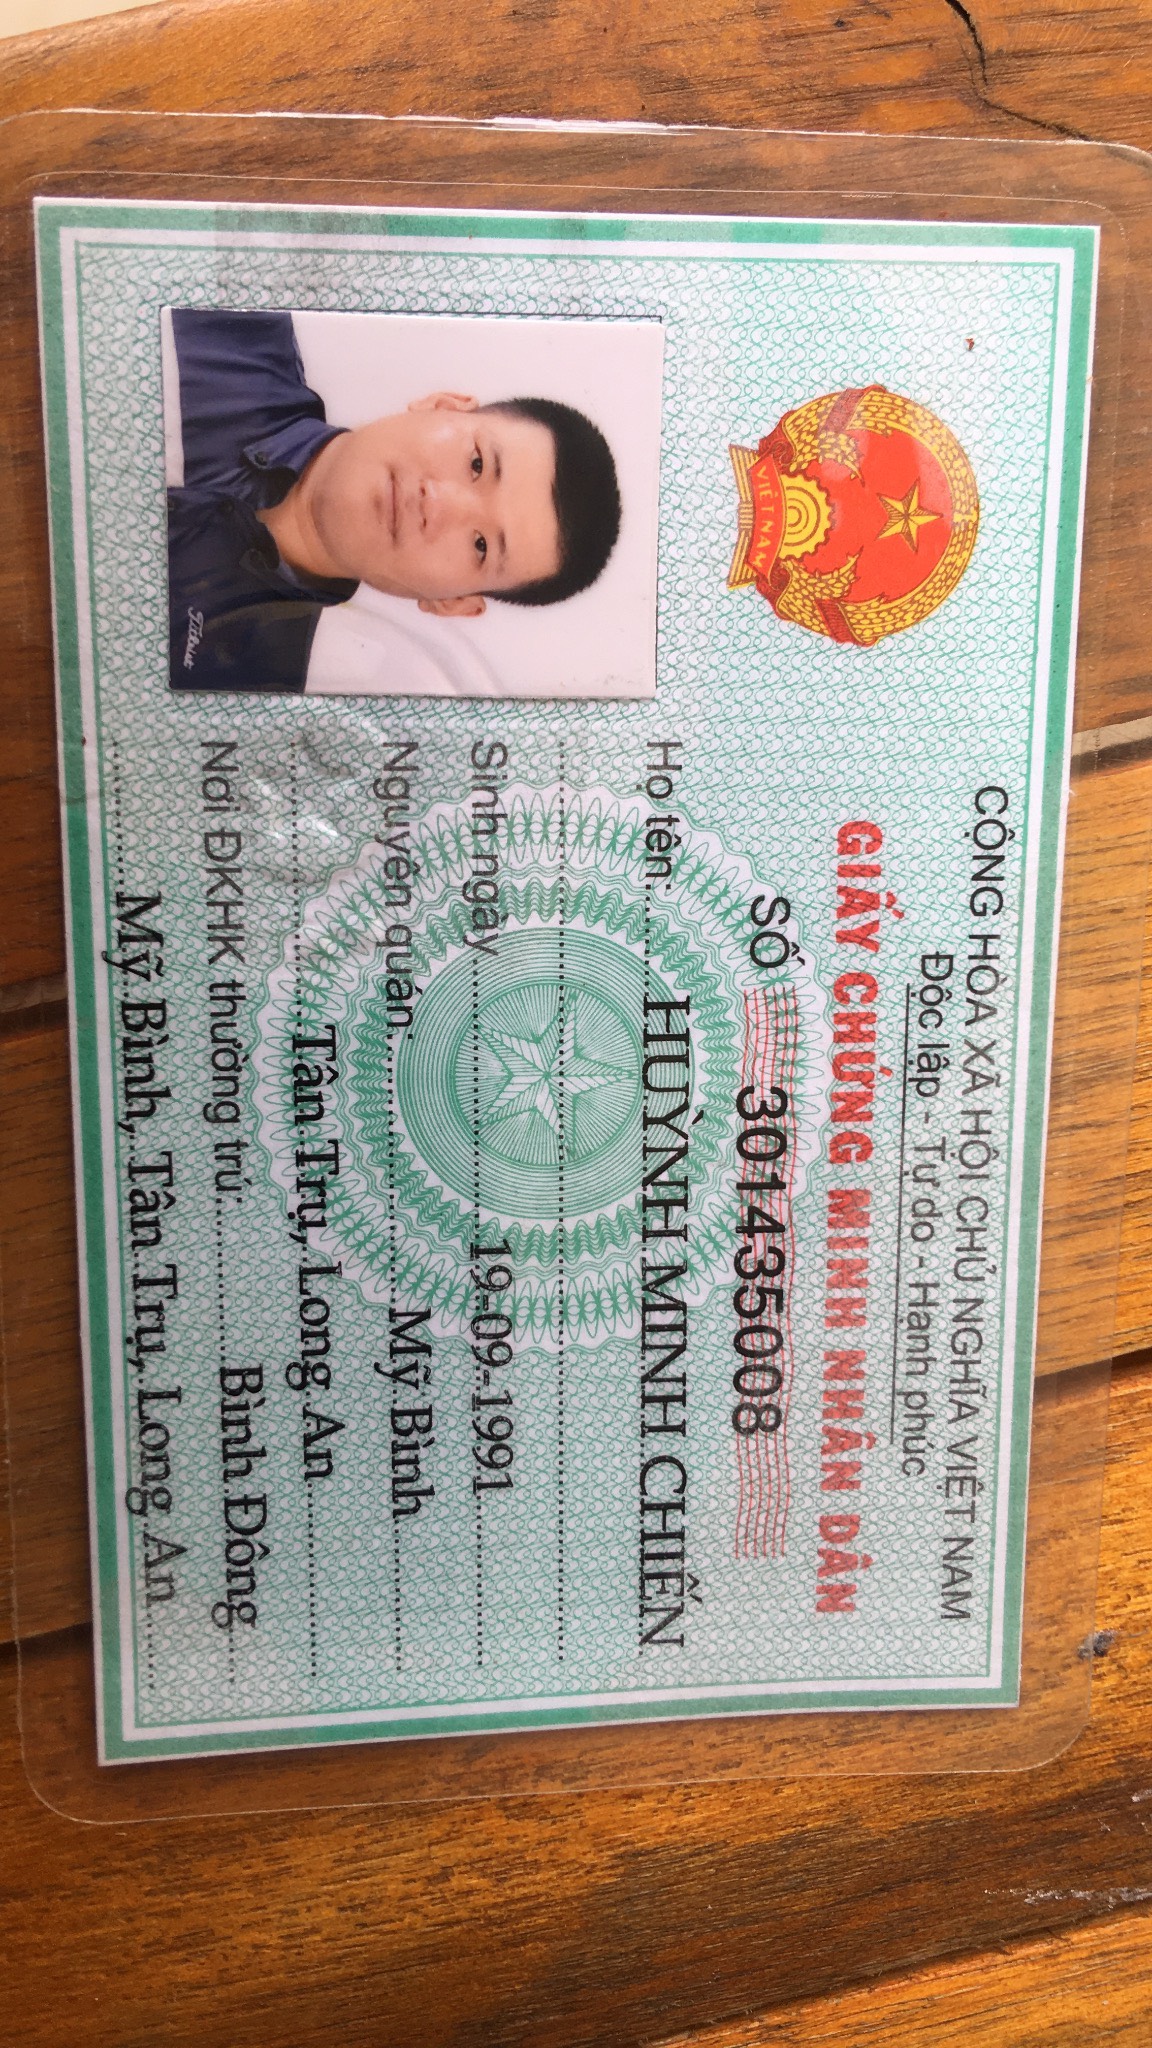 CỘNG HÒA XÃ HỘI CHỦ NGHĨA VIỆT NAM
Độc lập - Tự do - Hạnh phúc
GIẤY CHỨNG MINH NHÂN DÂN
SỐ 301435008
Họ tên: HUỲNH MINH CHIẾN
Sinh ngày 19-09-1991
Nguyên quán: Mỹ Bình
Tân Trụ, Long An
Nơi ĐKHK thường trú: Bình Đông
Mỹ Bình, Tân Trụ, Long An
VIỆT NAM
Titleist